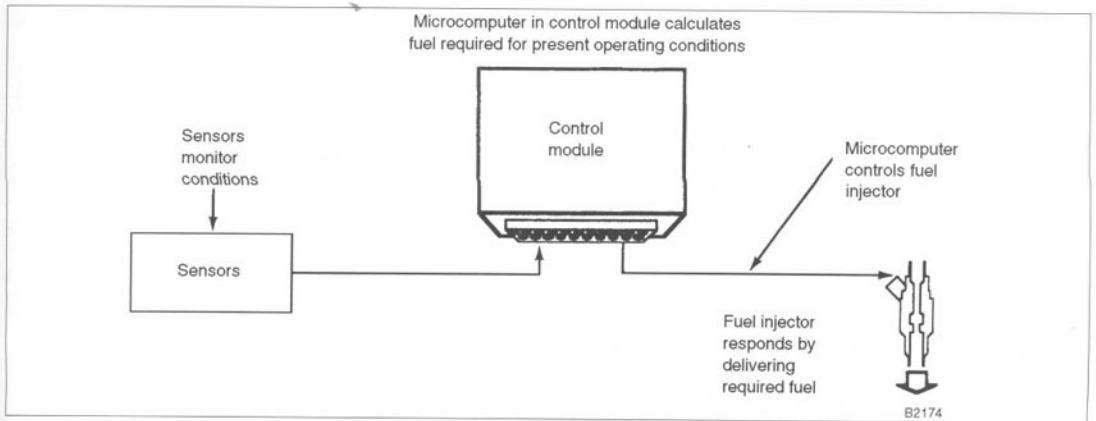 Microcomputer in control module calculates
fuel required for present operating conditions
Sensors
monitor
conditions
Control
module
Microcomputer
controls fuel
injector
Sensors
Fuel injector
responds by
delivering
required fuel
B2174